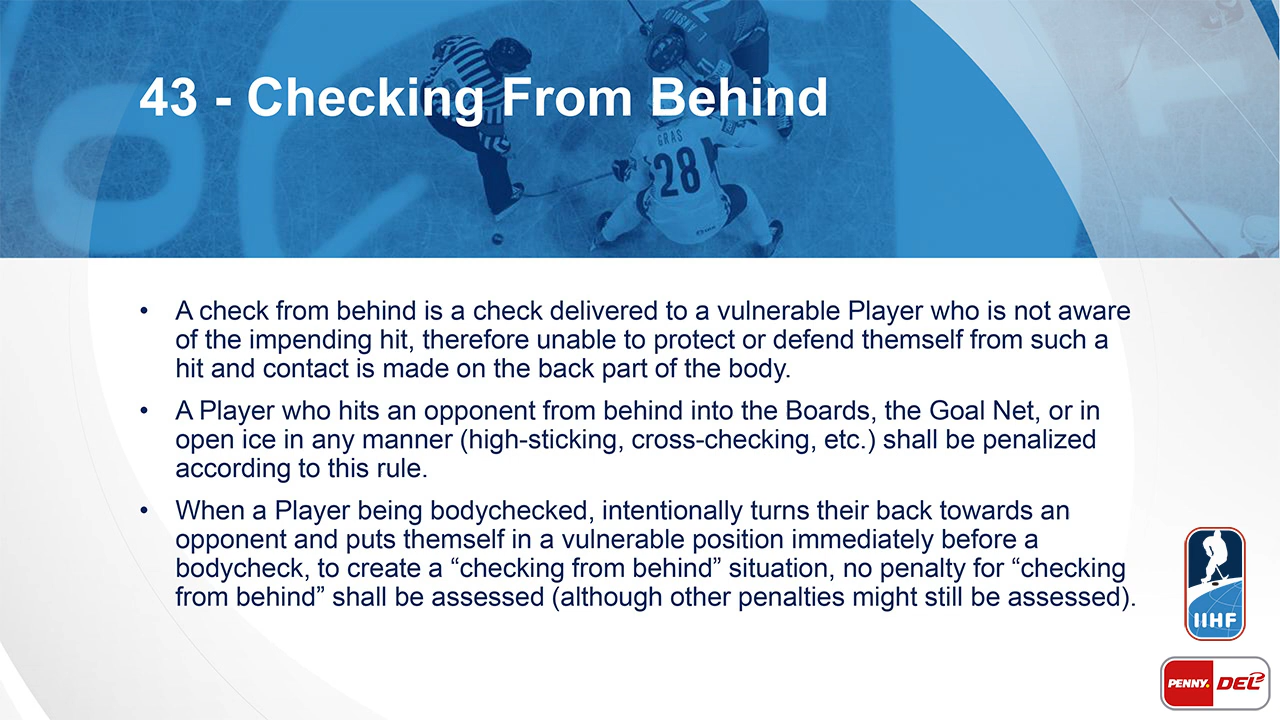 43 - Checking From Behind
GRAS
28
• A check from behind is a check delivered to a vulnerable Player who is not aware
of the impending hit, therefore unable to protect or defend themself from such a
hit and contact is made on the back part of the body.
• A Player who hits an opponent from behind into the Boards, the Goal Net, or in
open ice in any manner (high-sticking, cross-checking, etc.) shall be penalized
according to this rule.
• When a Player being bodychecked, intentionally turns their back towards an
opponent and puts themself in a vulnerable position immediately before a
bodycheck, to create a “checking from behind” situation, no penalty for “checking
from behind” shall be assessed (although other penalties might still be assessed).
IIHF
PENNY. DEL